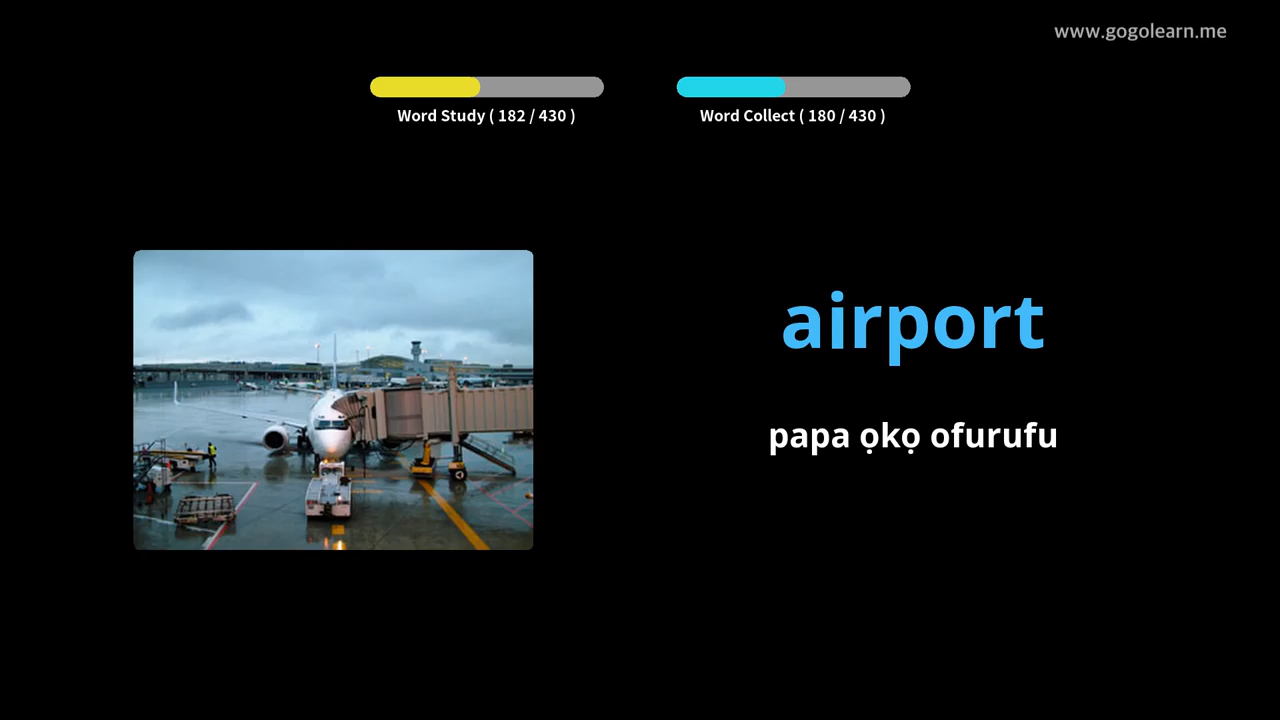 www.gogolearn.me
Word Study ( 182 / 430 )
Word Collect ( 180 / 430 )
airport
papa ọkọ ofurufu